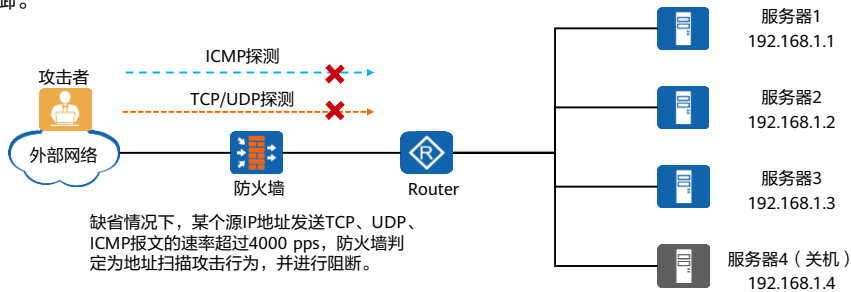 御。
ICMP探测
攻击者
TCP/UDP探测
外部网络
防火墙
R
Router
服务器1
192.168.1.1
服务器2
192.168.1.2
服务器3
192.168.1.3
服务器4（关机）
192.168.1.4
缺省情况下，某个源IP地址发送TCP、UDP、
ICMP报文的速率超过4000 pps，防火墙判
定为地址扫描攻击行为，并进行阻断。